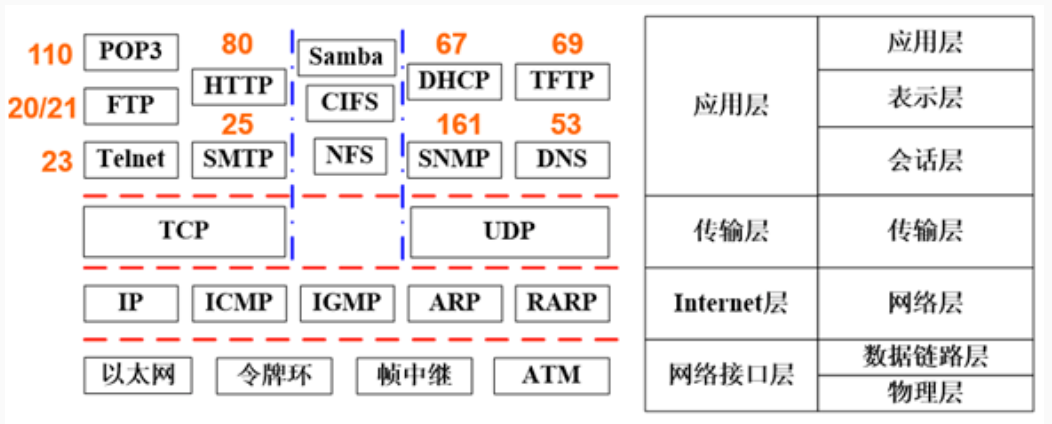 80 67 69
110 POP3 Samba
HTTP DHCP TFTP
20/21 FTP CIFS
25 161 53
23 Telnet SMTP NFS SNMP DNS
TCP UDP
IP ICMP IGMP ARP RARP
以太网 令牌环 帧中继 ATM
应用层 应用层
表示层
会话层
传输层 传输层
Internet层 网络层
网络接口层 数据链路层
物理层